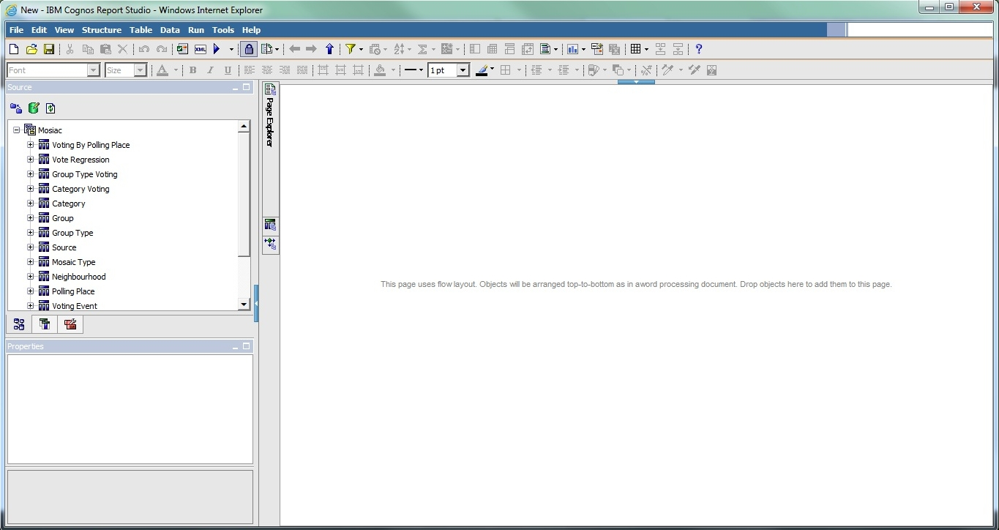 New - IBM Cognos Report Studio - Windows Internet Explorer
File Edit View Structure Table Data Run Tools Help
XML
Font Size A B I U 1pt
Source
Page Explorer
Mosiac
Voting By Polling Place
Vote Regression
Group Type Voting
Category Voting
Category
Group
Group Type
Source
Mosaic Type
Neighbourhood
Polling Place
Voting Event
This page uses flow layout. Objects will be arranged top-to-bottom as in aword processing document. Drop objects here to add them to this page.
Properties